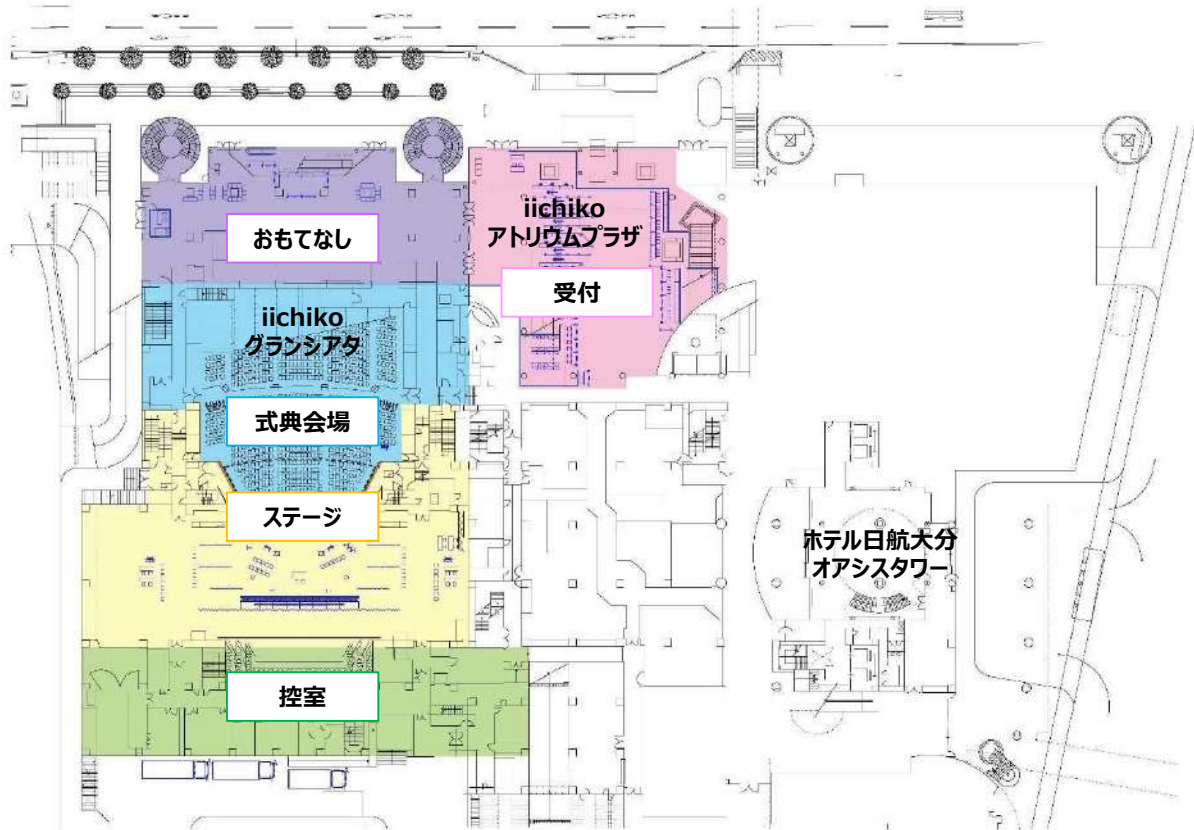 おもてなし
iichiko
アトリウムプラザ
受付
iichiko
グランシアタ
式典会場
ステージ
ホテル日航大分
オアシスタワー
控室